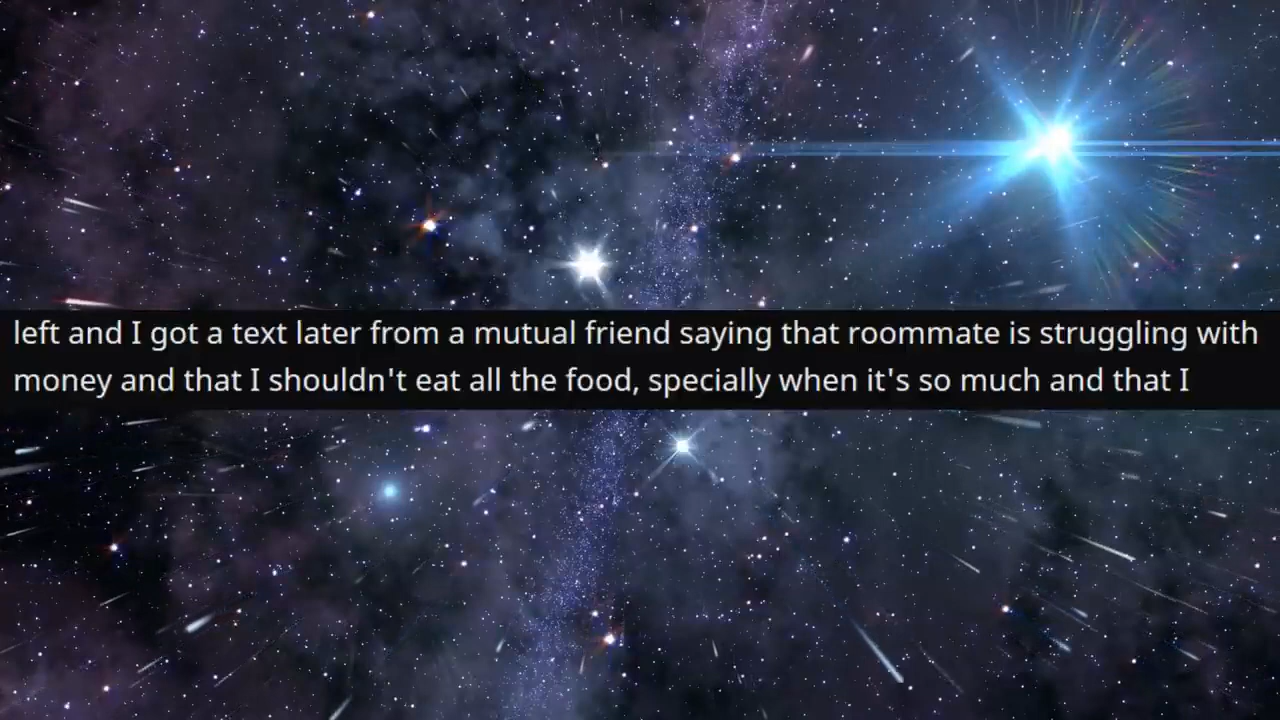 left and I got a text later from a mutual friend saying that roommate is struggling with
money and that I shouldn't eat all the food, specially when it's so much and that I